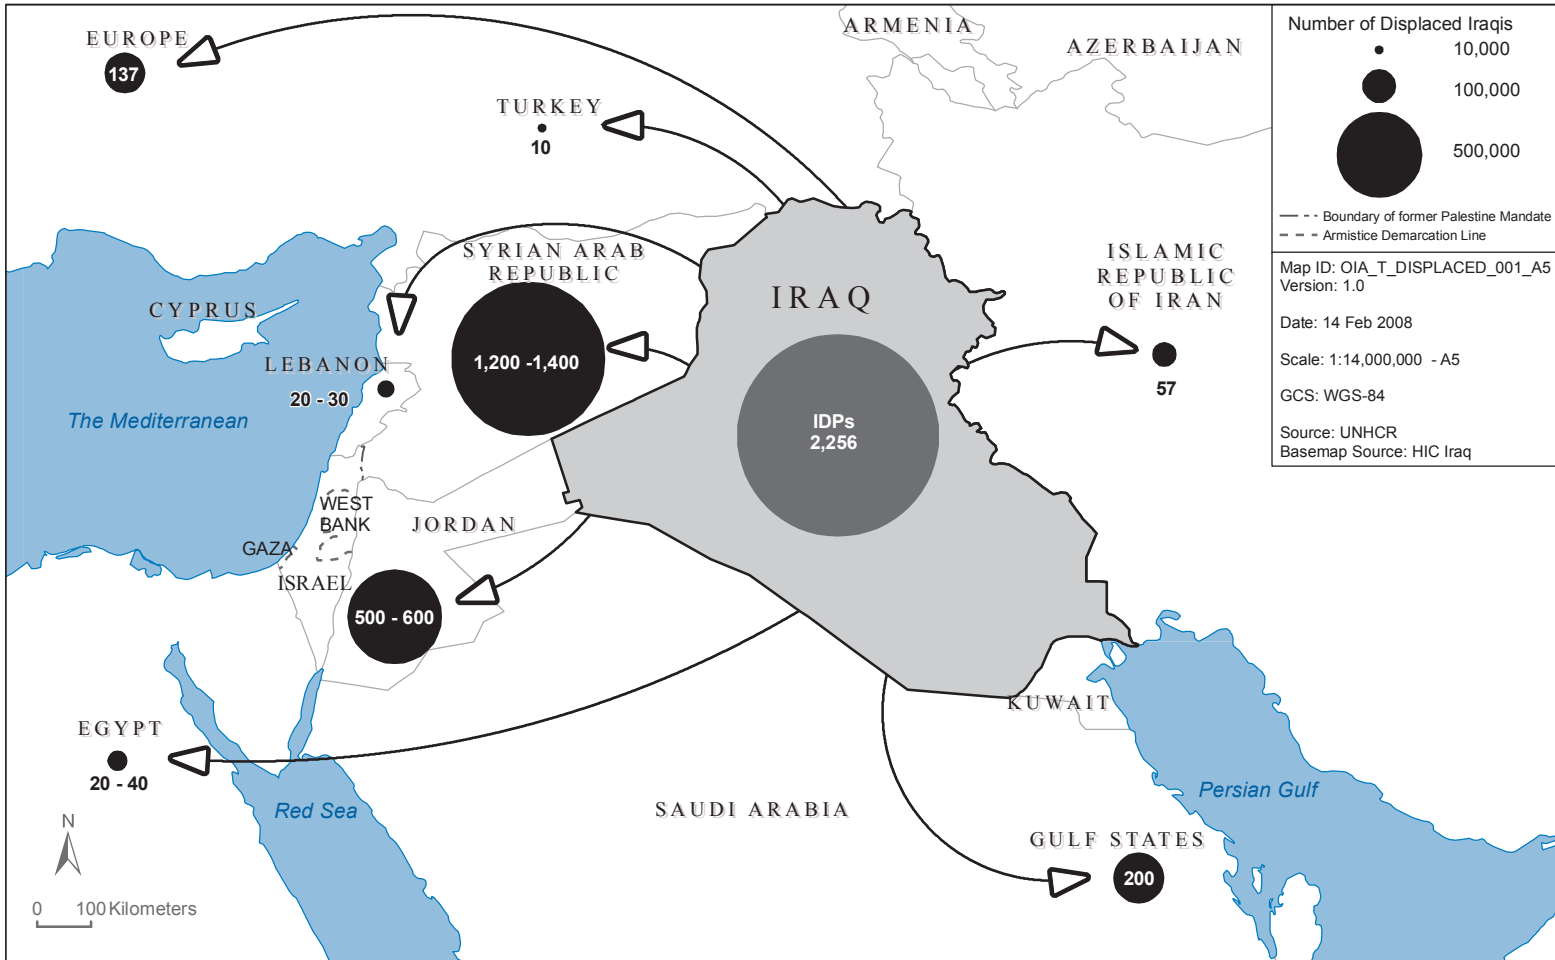 EUROPE
137
TURKEY
10
ARMENIA
AZERBAIJAN
Number of Displaced Iraqis
10,000
100,000
500,000
Boundary of former Palestine Mandate
Armistice Demarcation Line
Map ID: OIA_T_DISPLACED_001_A5
Version: 1.0
Date: 14 Feb 2008
Scale: 1:14,000,000 - A5
GCS: WGS-84
Source: UNHCR
Basemap Source: HIC Iraq
SYRIAN ARAB
REPUBLIC
1,200 -1,400
IRAQ
IDPs
2,256
ISLAMIC
REPUBLIC
OF IRAN
57
CYPRUS
LEBANON
20 - 30
The Mediterranean
WEST
BANK
GAZA
ISRAEL
JORDAN
500 - 600
EGYPT
20 - 40
Red Sea
SAUDI ARABIA
KUWAIT
Persian Gulf
GULF STATES
200
N
0 100 Kilometers